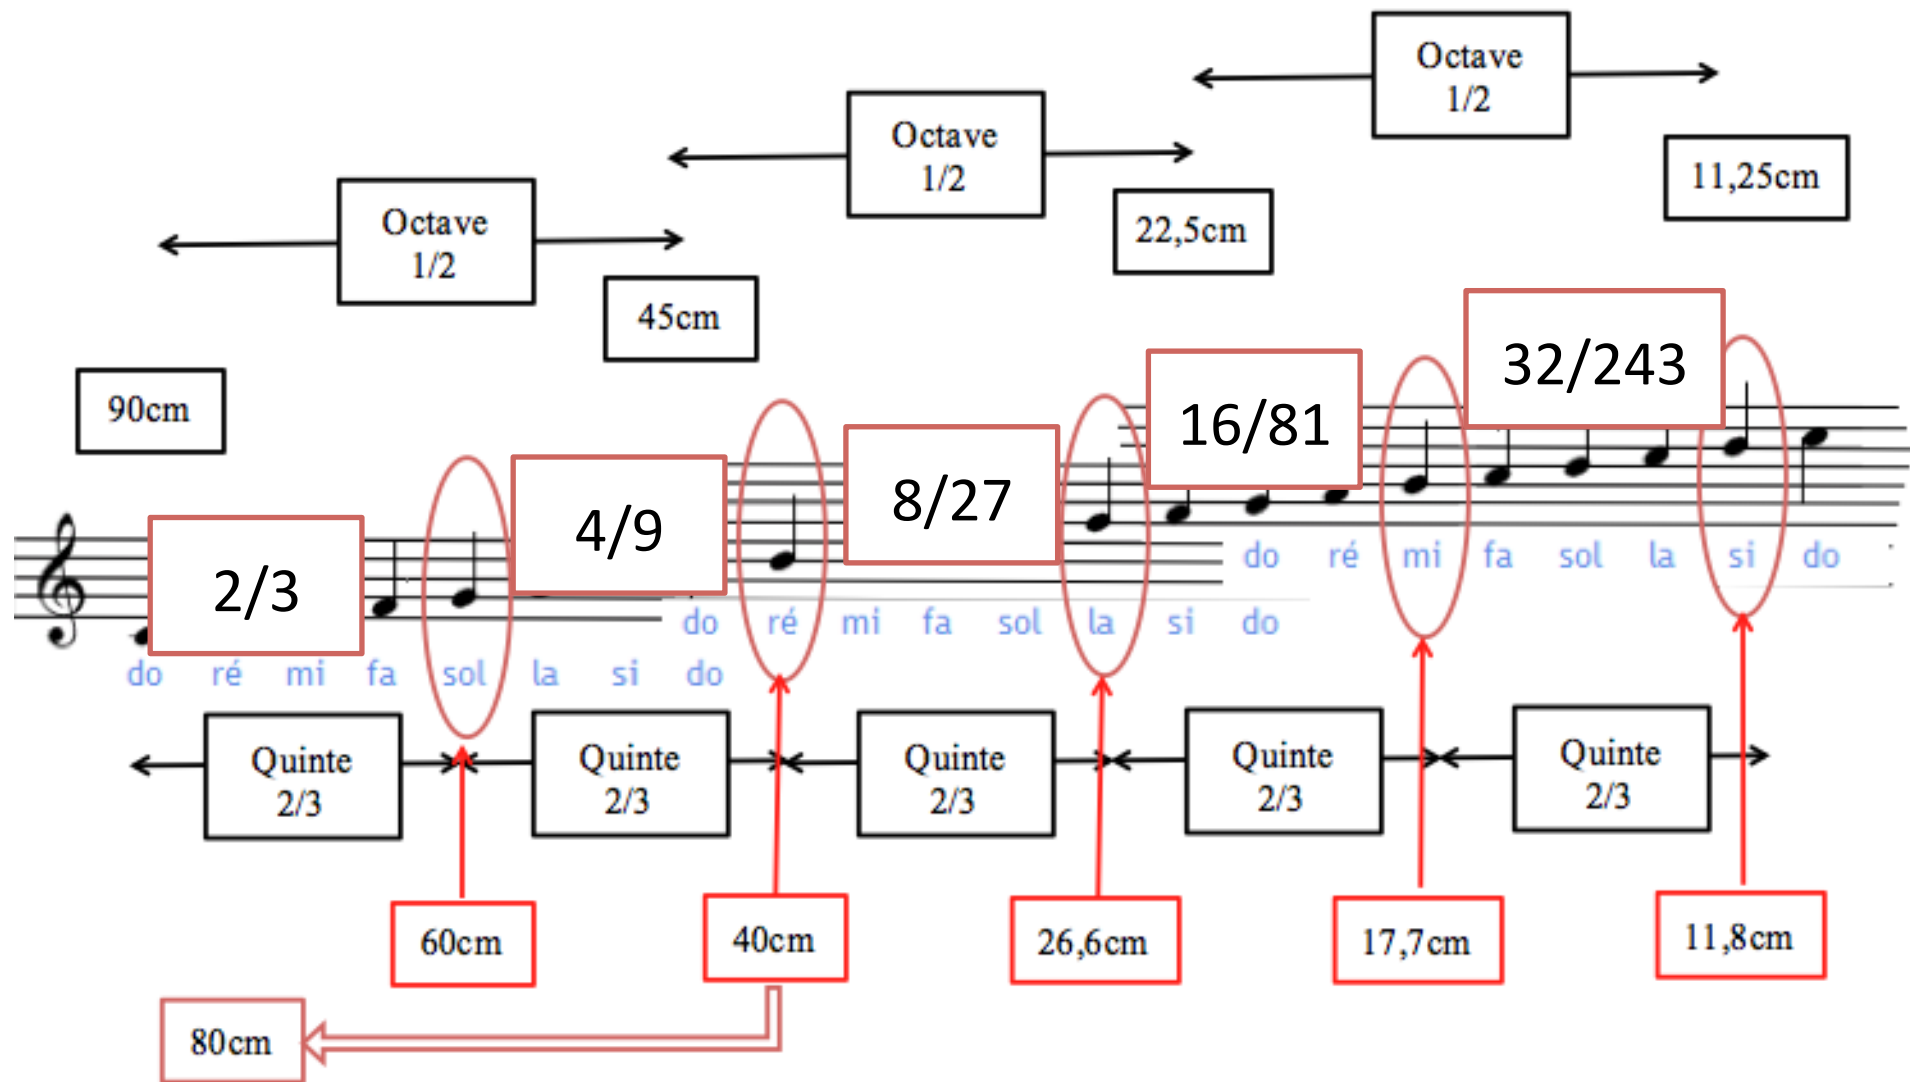 Octave
1/2
Octave
1/2
Octave
1/2
11,25cm
22,5cm
45cm
90cm
32/243
16/81
8/27
4/9
2/3
do ré mi fa sol la si do
do ré mi fa sol la si do
do ré mi fa sol la si do
Quinte
2/3
Quinte
2/3
Quinte
2/3
Quinte
2/3
Quinte
2/3
60cm
40cm
26,6cm
17,7cm
11,8cm
80cm